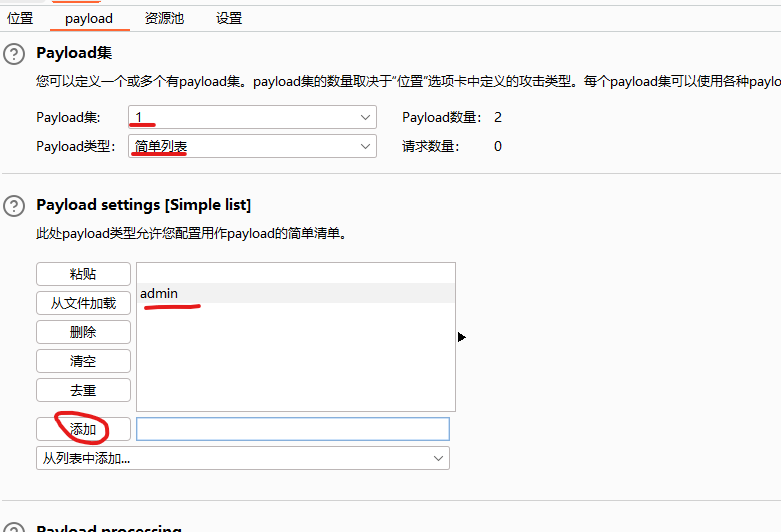 位置 payload 资源池 设置
Payload集
您可以定义一个或多个有payload集。payload集的数量取决于“位置”选项卡中定义的攻击类型。每个payload集可以使用各种paylo
Payload集: 1 Payload数量: 2
Payload类型: 简单列表 请求数量: 0
Payload settings [Simple list]
此处payload类型允许您配置用作payload的简单清单。
粘贴
从文件加载
删除
清空
去重
admin
添加
从列表中添加...
Payload processing